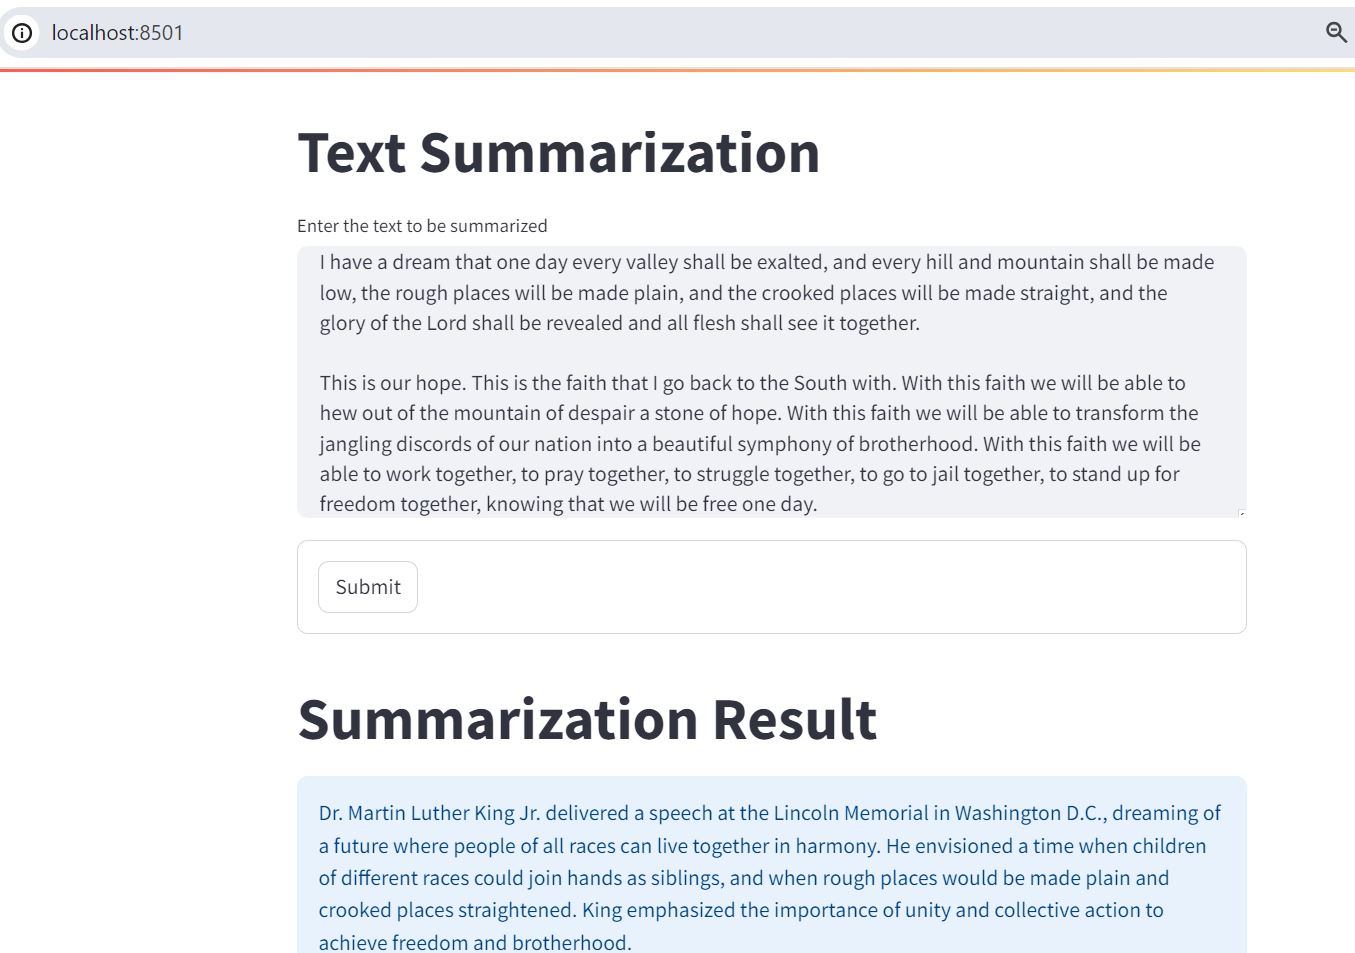 localhost:8501
Text Summarization
Enter the text to be summarized
I have a dream that one day every valley shall be exalted, and every hill and mountain shall be made
low, the rough places will be made plain, and the crooked places will be made straight, and the
glory of the Lord shall be revealed and all flesh shall see it together.
This is our hope. This is the faith that I go back to the South with. With this faith we will be able to
hew out of the mountain of despair a stone of hope. With this faith we will be able to transform the
jangling discords of our nation into a beautiful symphony of brotherhood. With this faith we will be
able to work together, to pray together, to struggle together, to go to jail together, to stand up for
freedom together, knowing that we will be free one day.
Submit
Summarization Result
Dr. Martin Luther King Jr. delivered a speech at the Lincoln Memorial in Washington D.C., dreaming of
a future where people of all races can live together in harmony. He envisioned a time when children
of different races could join hands as siblings, and when rough places would be made plain and
crooked places straightened. King emphasized the importance of unity and collective action to
achieve freedom and brotherhood.